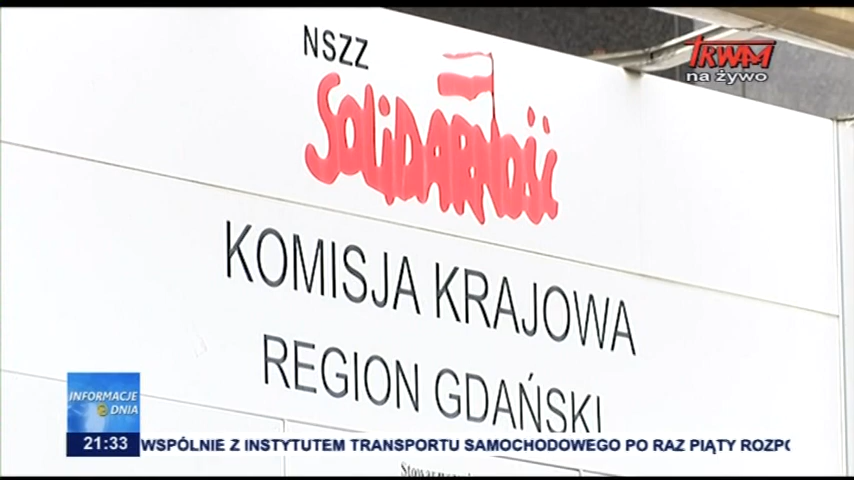 NSZZ
SOLIDARNOŚĆ
TRWAM
na żywo
KOMISJA KRAJOWA
REGION GDAŃSKI
INFORMACJE
DNIA
21:33 WSPÓLNIE Z INSTYTUTEM TRANSPORTU SAMOCHODOWEGO PO RAZ PIĄTY ROZPO